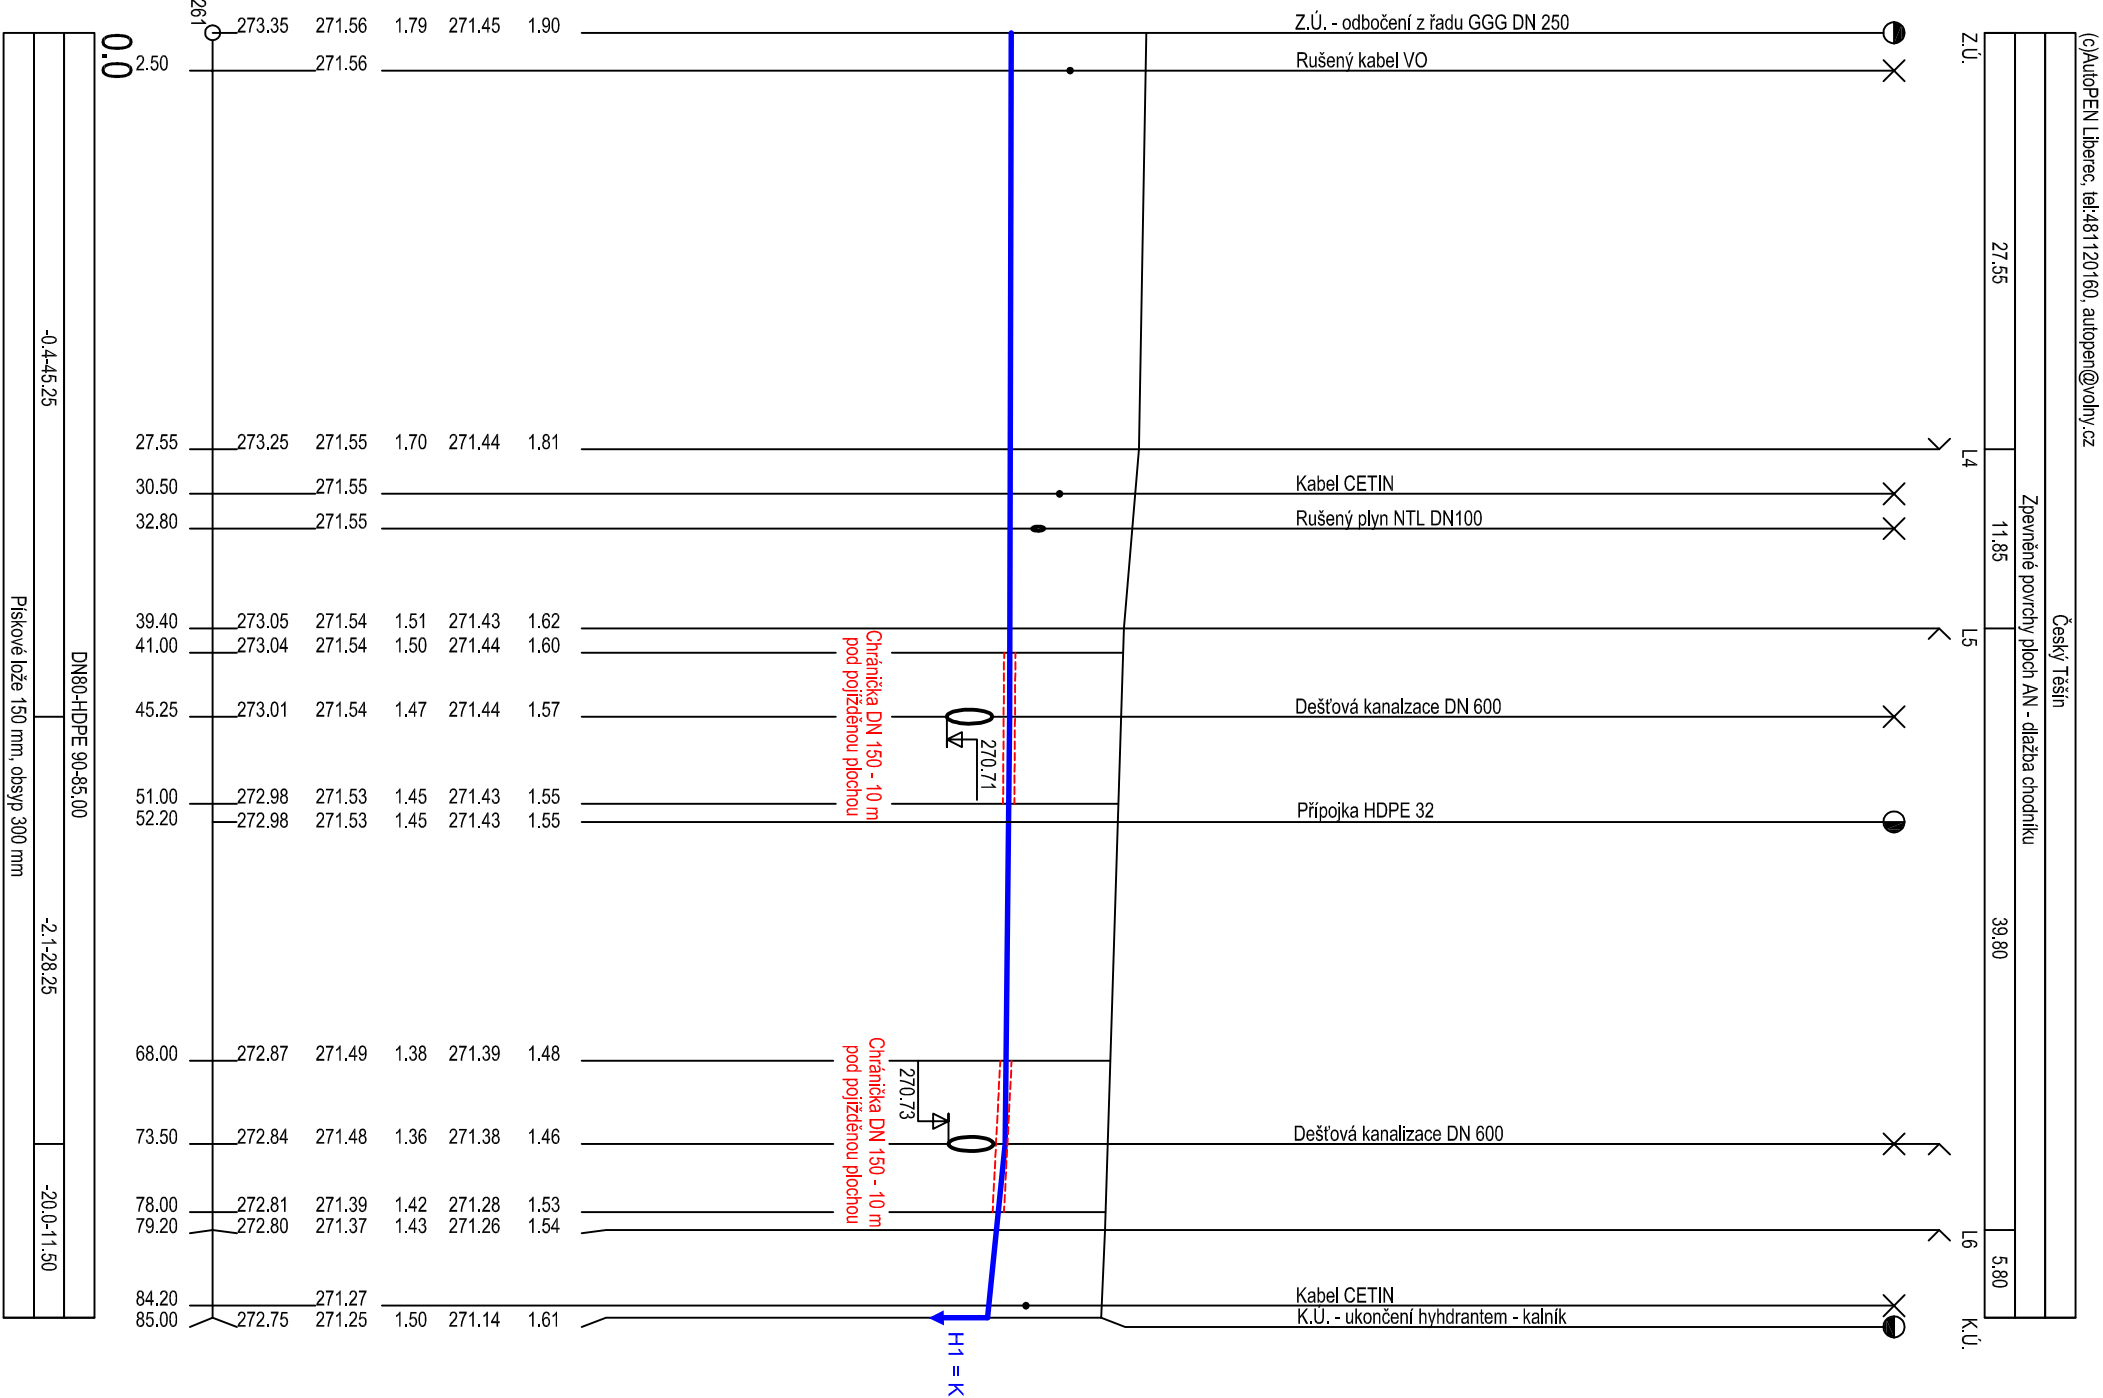 (c)AutoPEN Liberec, tel:481120160, autopen@volny.cz
Český Těšín
Zpevněné povrchy ploch AN - dlažba chodníku
27.55
11.85
39.80
5.80
Z.Ú.
L4
L5
L6
K.Ú.
261
0.0
273.35 271.56 1.79 271.45 1.90 Z.Ú. - odbočení z řadu GGG DN 250
2.50 271.56 Rušený kabel VO
27.55 273.25 271.55 1.70 271.44 1.81
30.50 271.55 Kabel CETIN
32.80 271.55 Rušený plyn NTL DN100
39.40 273.05 271.54 1.51 271.43 1.62
41.00 273.04 271.54 1.50 271.44 1.60
45.25 273.01 271.54 1.47 271.44 1.57 Dešťová kanalzace DN 600
51.00 272.98 271.53 1.45 271.43 1.55
52.20 272.98 271.53 1.45 271.43 1.55 Přípojka HDPE 32
68.00 272.87 271.49 1.38 271.39 1.48
73.50 272.84 271.48 1.36 271.38 1.46 Dešťová kanalizace DN 600
78.00 272.81 271.39 1.42 271.28 1.53
79.20 272.80 271.37 1.43 271.26 1.54
84.20 271.27 Kabel CETIN
85.00 272.75 271.25 1.50 271.14 1.61 K.Ú. - ukončení hyhdrantem - kalník
Chránička DN 150 - 10 m
pod pojížděnou plochou
270.71
Chránička DN 150 - 10 m
pod pojížděnou plochou
270.73
H1 = K
DN80-HDPE 90-85.00
-0.4-45.25
-2.1-28.25
-20.0-11.50
Pískové lože 150 mm, obsyp 300 mm